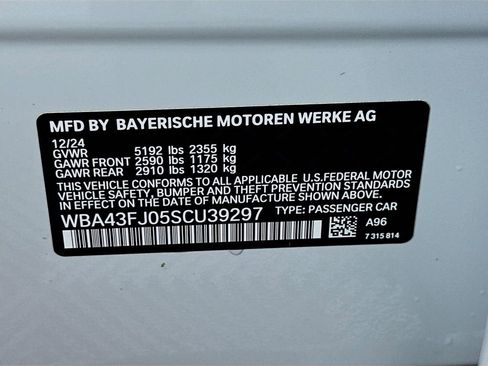 MFD BY BAYERISCHE MOTOREN WERKE AG
12/24
GVWR 5192 lbs 2355 kg
GAWR FRONT 2590 lbs 1175 kg
GAWR REAR 2910 lbs 1320 kg
THIS VEHICLE CONFORMS TO ALL APPLICABLE U.S.FEDERAL MOTOR
VEHICLE SAFETY, BUMPER AND THEFT PREVENTION STANDARDS
IN EFFECT ON THE DATE OF MANUFACTURE SHOWN ABOVE.
WBA43FJ05SCU39297 TYPE: PASSENGER CAR
A96
7 315 814